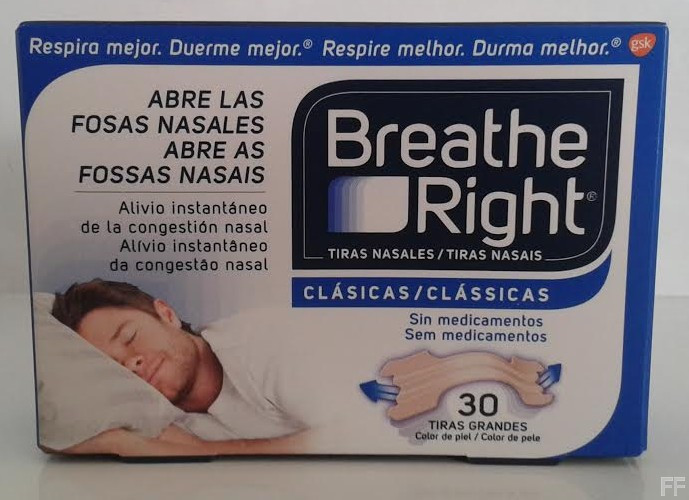 Respira mejor. Duerme mejor.® Respire melhor. Durma melhor.® gsk
ABRE LAS
FOSAS NASALES
ABRE AS
FOSSAS NASAIS
Alivio instantáneo
de la congestión nasal
Alívio instantâneo
da congestão nasal
Breathe
Right®
TIRAS NASALES/TIRAS NASAIS
CLÁSICAS/CLÁSSICAS
Sin medicamentos
Sem medicamentos
30
TIRAS GRANDES
Color de piel / Color de pele
FF